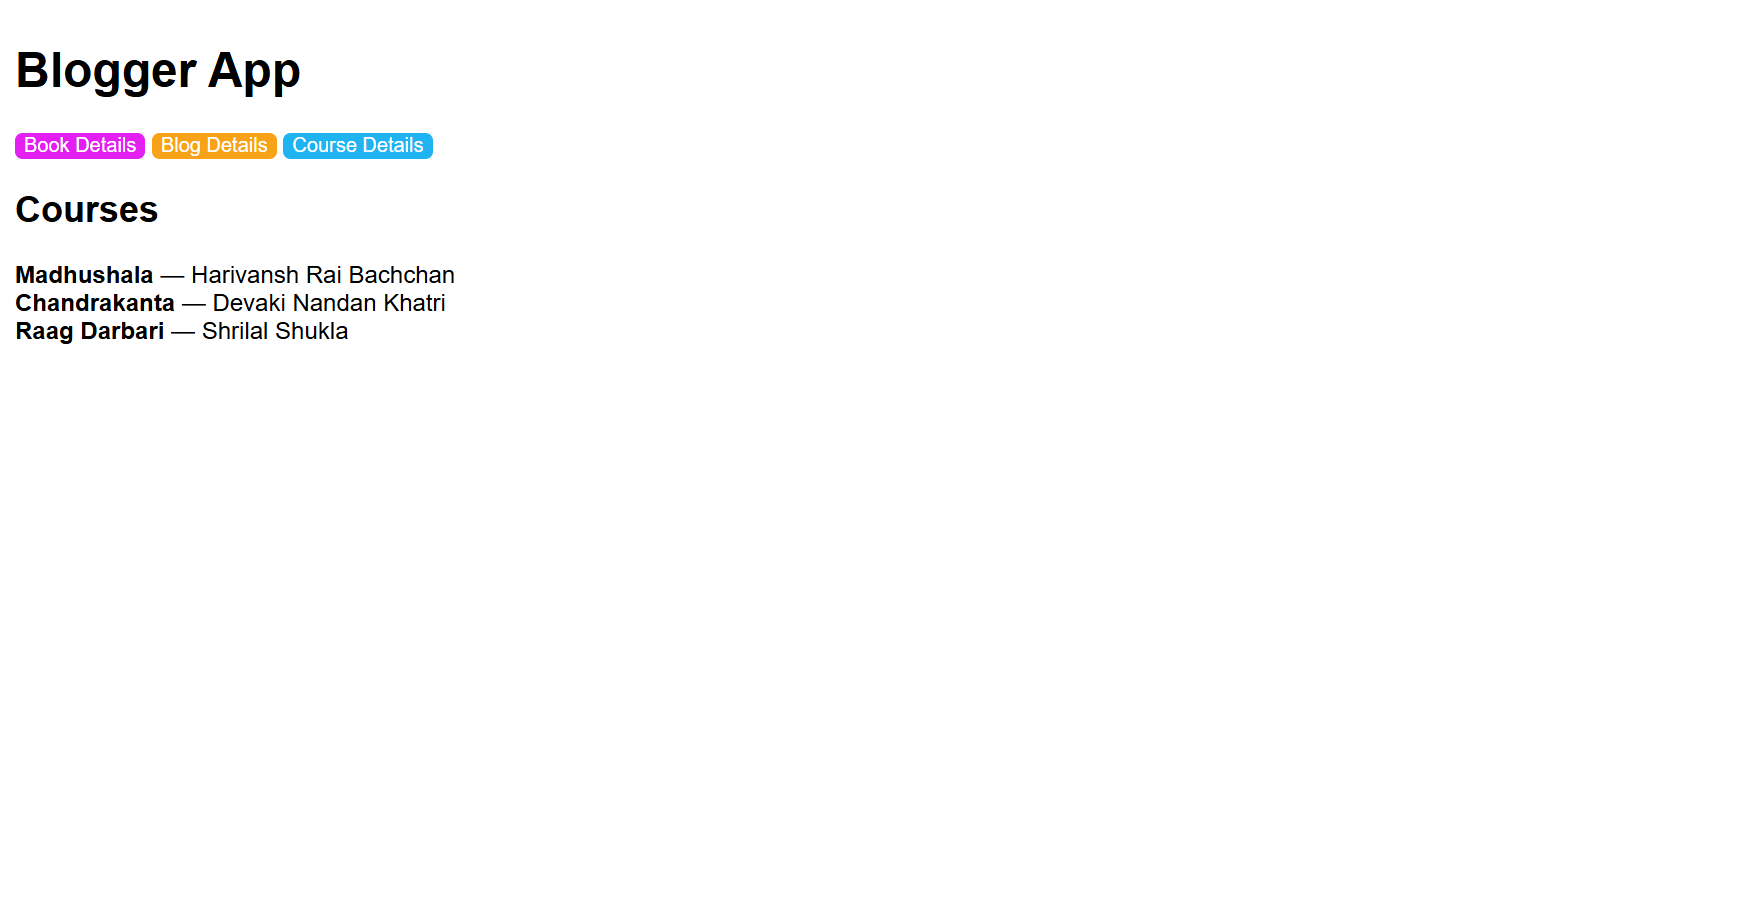 Blogger App
Book Details Blog Details Course Details
Courses
Madhushala — Harivansh Rai Bachchan
Chandrakanta — Devaki Nandan Khatri
Raag Darbari — Shrilal Shukla